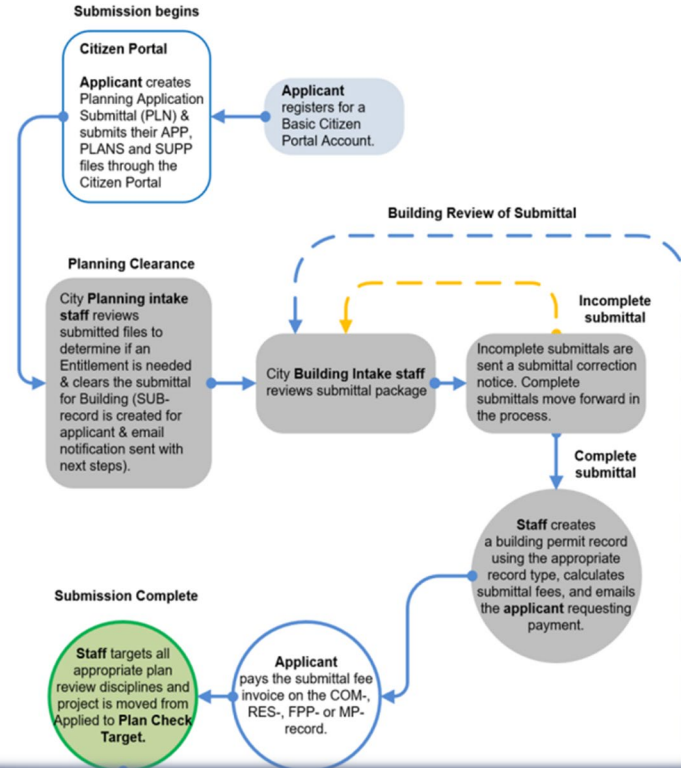 Submission begins
Citizen Portal
Applicant creates
Planning Application
Submittal (PLN) &
submits their APP,
PLANS and SUPP
files through the
Citizen Portal
Applicant
registers for a
Basic Citizen
Portal Account.
Building Review of Submittal
Planning Clearance
City Planning intake
staff reviews
submitted files to
determine if an
Entitlement is needed
& clears the submittal
for Building (SUB-
record is created for
applicant & email
notification sent with
next steps).
City Building Intake staff
reviews submittal package
Incomplete
submittal
Incomplete submittals are
sent a submittal correction
notice. Complete
submittals move forward in
the process.
Complete
submittal
Staff creates
a building permit record
using the appropriate
record type, calculates
submittal fees, and emails
the applicant requesting
payment.
Submission Complete
Applicant
pays the submittal fee
invoice on the COM-,
RES-, FPP- or MP-
record.
Staff targets all
appropriate plan
review disciplines and
project is moved from
Applied to Plan Check
Target.